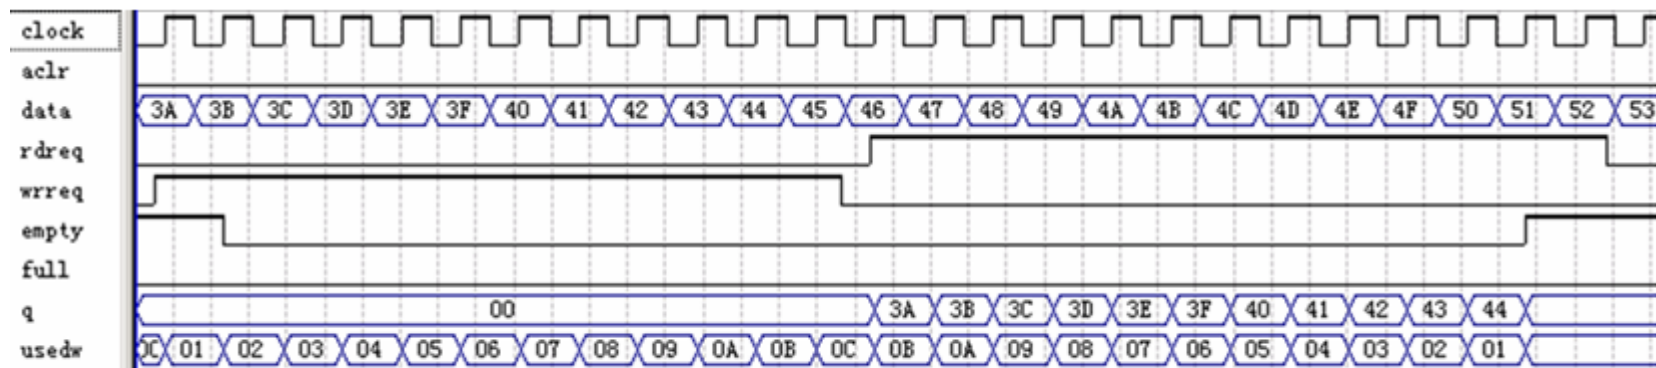 clock
aclr
data 3A 3B 3C 3D 3E 3F 40 41 42 43 44 45 46 47 48 49 4A 4B 4C 4D 4E 4F 50 51 52 53
rdreq
wrreq
empty
full
q 00 3A 3B 3C 3D 3E 3F 40 41 42 43 44
usedw 01 02 03 04 05 06 07 08 09 0A 0B 0C 0B 0A 09 08 07 06 05 04 03 02 01